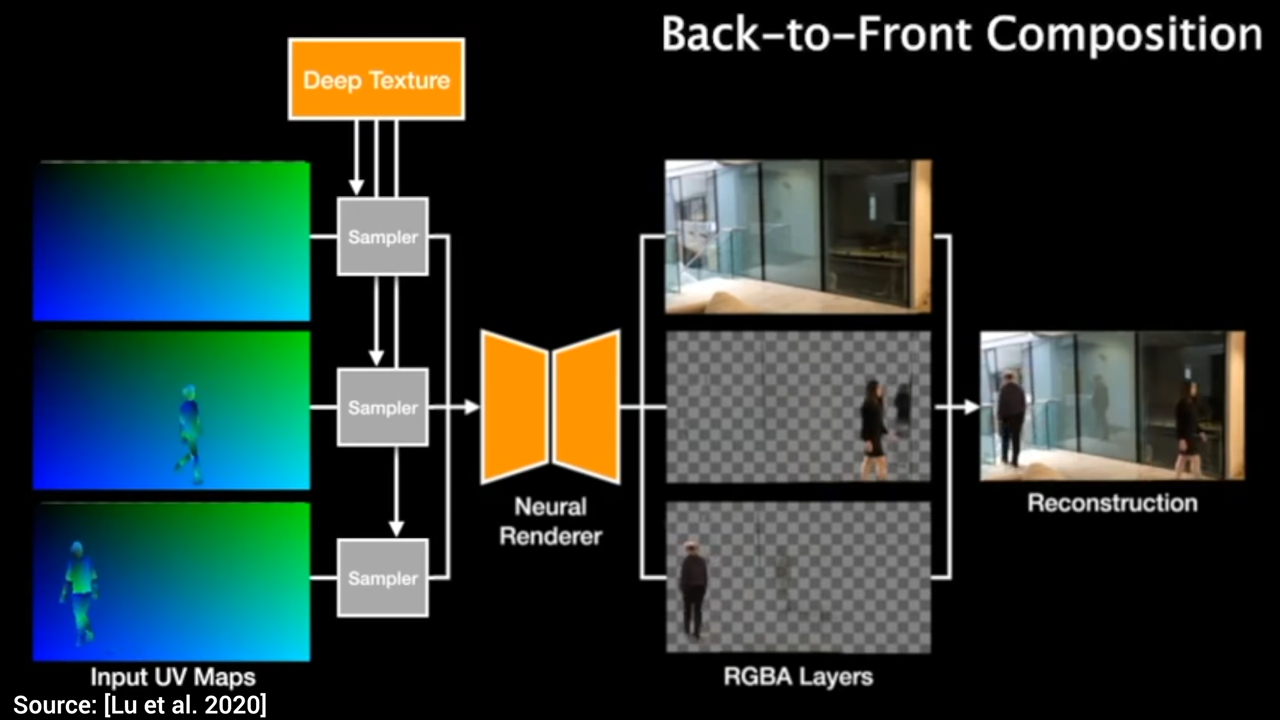 Back-to-Front Composition
Deep Texture
Sampler
Sampler
Sampler
Neural
Renderer
Reconstruction
Input UV Maps
RGBA Layers
Source: [Lu et al. 2020]